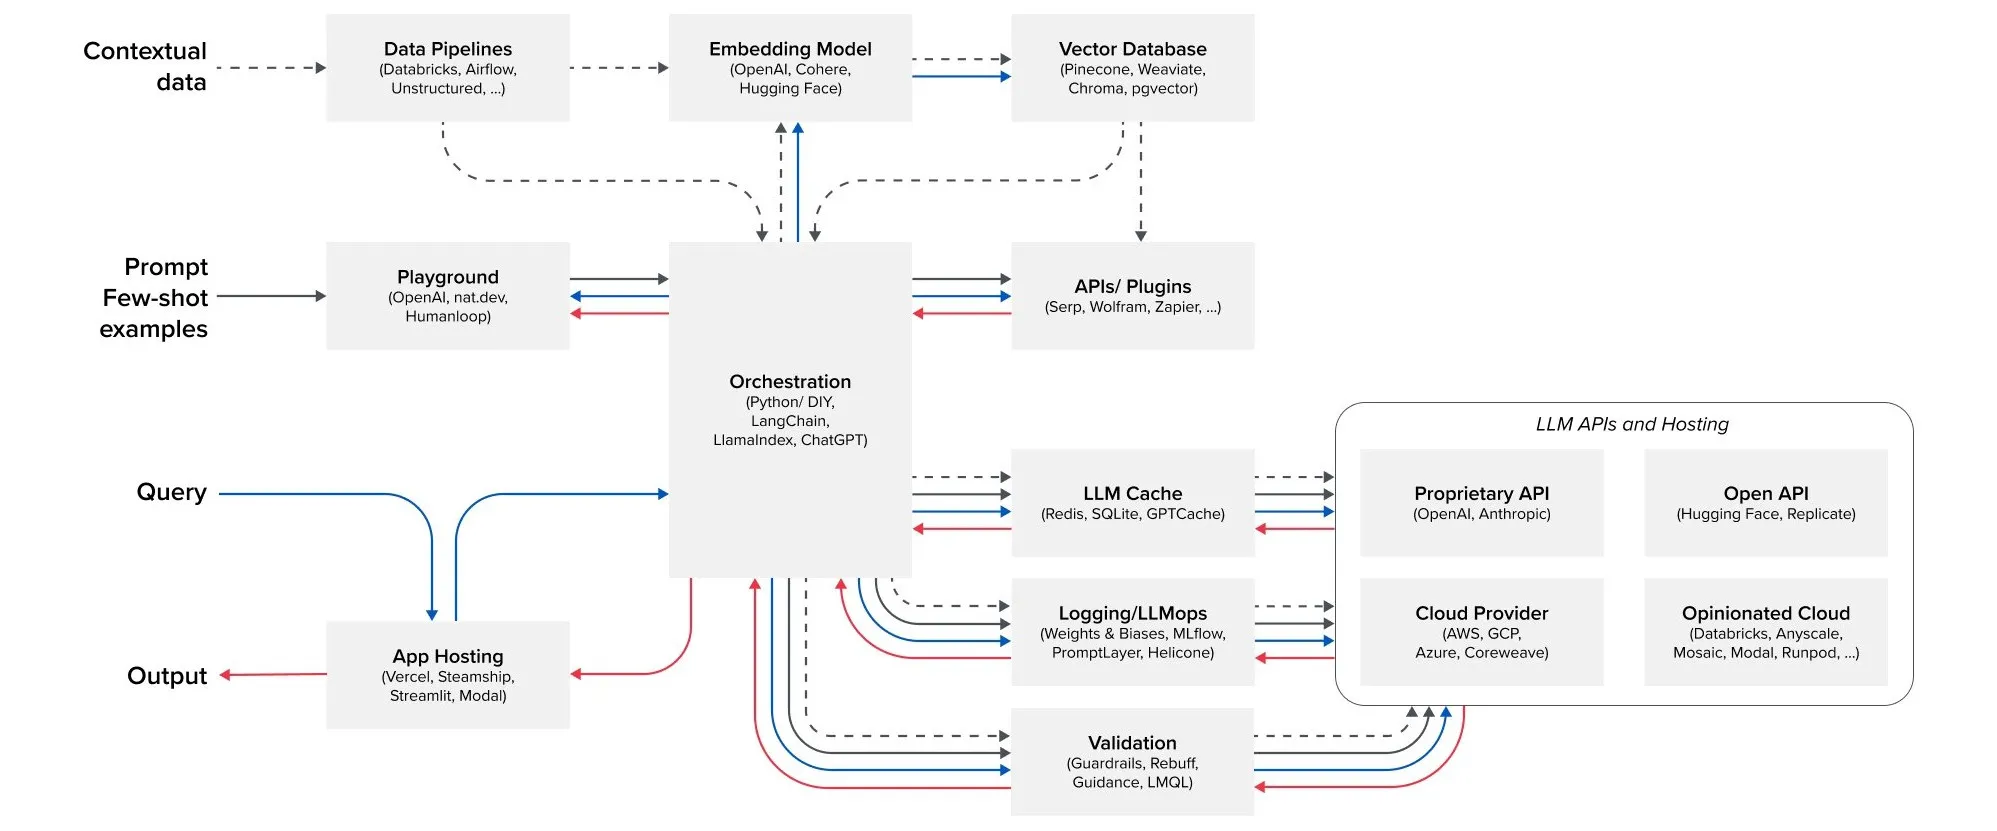 Contextual
data
Data Pipelines
(Databricks, Airflow,
Unstructured, ...)
Embedding Model
(OpenAI, Cohere,
Hugging Face)
Vector Database
(Pinecone, Weaviate,
Chroma, pgvector)
Prompt
Few-shot
examples
Playground
(OpenAI, nat.dev,
Humanloop)
Orchestration
(Python/ DIY,
LangChain,
LlamaIndex, ChatGPT)
APIs/ Plugins
(Serp, Wolfram, Zapier, ...)
Query
Output
App Hosting
(Vercel, Steamship,
Streamlit, Modal)
LLM Cache
(Redis, SQLite, GPTCache)
Logging/LLMops
(Weights & Biases, MLflow,
PromptLayer, Helicone)
Validation
(Guardrails, Rebuff,
Guidance, LMQL)
LLM APIs and Hosting
Proprietary API
(OpenAI, Anthropic)
Open API
(Hugging Face, Replicate)
Cloud Provider
(AWS, GCP,
Azure, Coreweave)
Opinionated Cloud
(Databricks, Anyscale,
Mosaic, Modal, Runpod, ...)